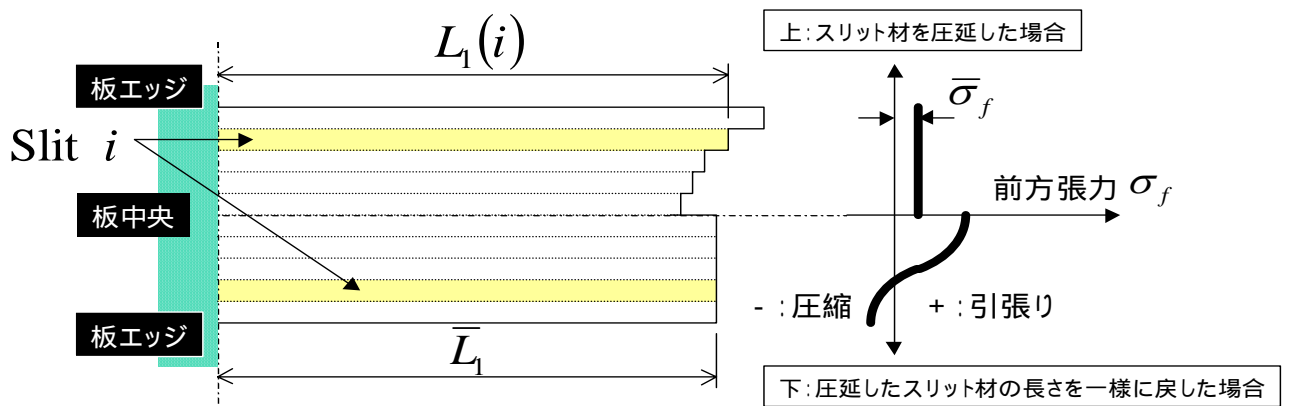 上：スリット材を圧延した場合
L₁(i)
板エッジ
σ̅f
Slit i
前方張力 σf
板中央
- ：圧縮 + ：引張り
板エッジ
L̅₁
下：圧延したスリット材の長さを一様に戻した場合